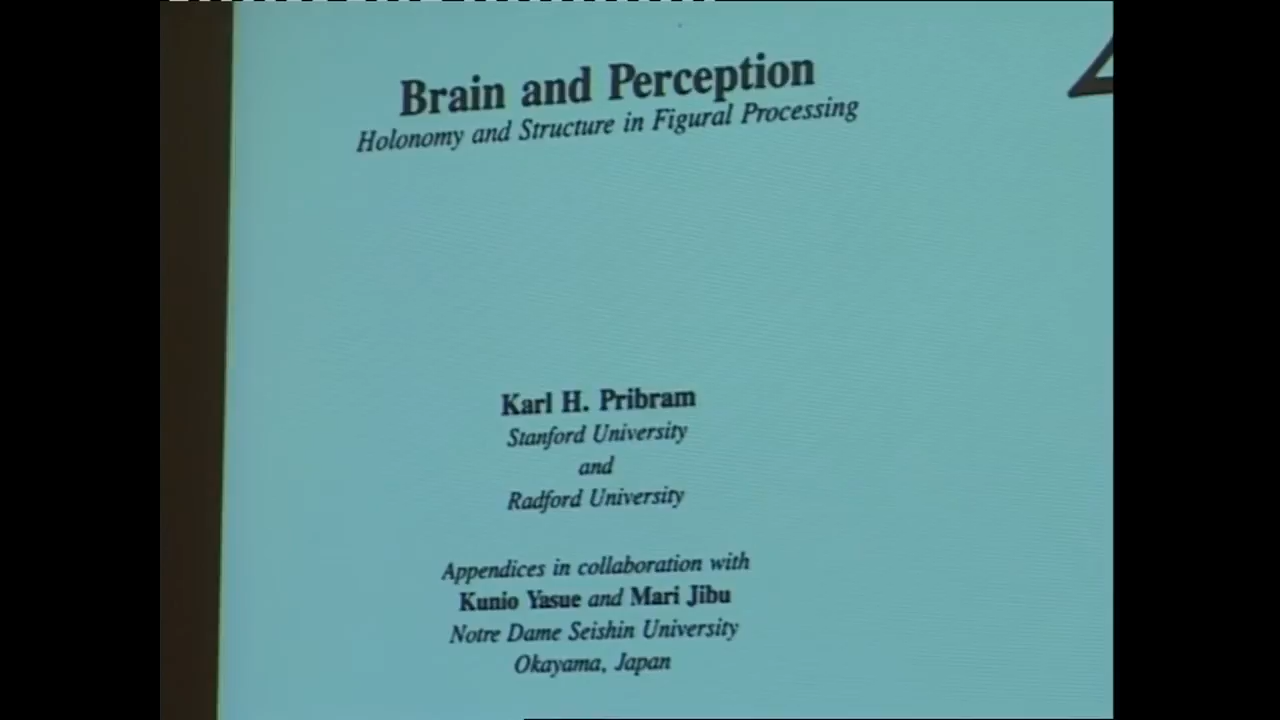 Brain and Perception
Holonomy and Structure in Figural Processing
Karl H. Pribram
Stanford University
and
Radford University
Appendices in collaboration with
Kunio Yasue and Mari Jibu
Notre Dame Seishin University
Okayama, Japan